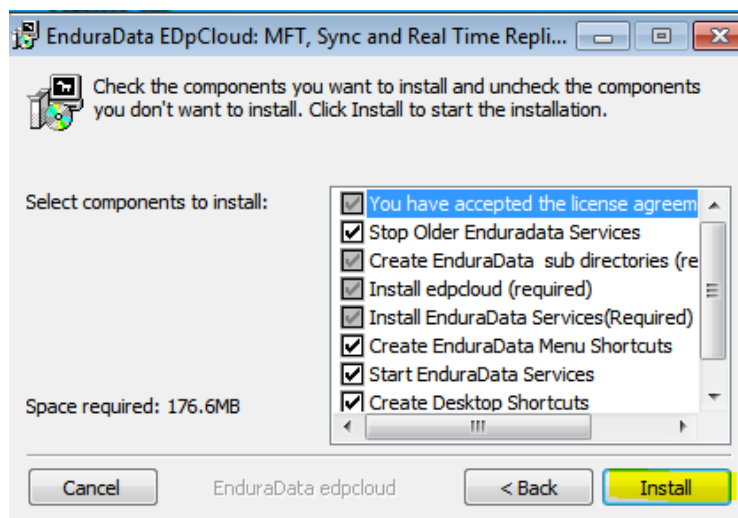 EnduraData EDpCloud: MFT, Sync and Real Time Repli...
Check the components you want to install and uncheck the components
you don't want to install. Click Install to start the installation.
Select components to install:
You have accepted the license agreem
Stop Older Enduradata Services
Create EnduraData  sub directories (re
Install edpcloud (required)
Install EnduraData Services(Required)
Create EnduraData Menu Shortcuts
Start EnduraData Services
Create Desktop Shortcuts
Space required: 176.6MB
Cancel
EnduraData edpcloud
< Back
Install